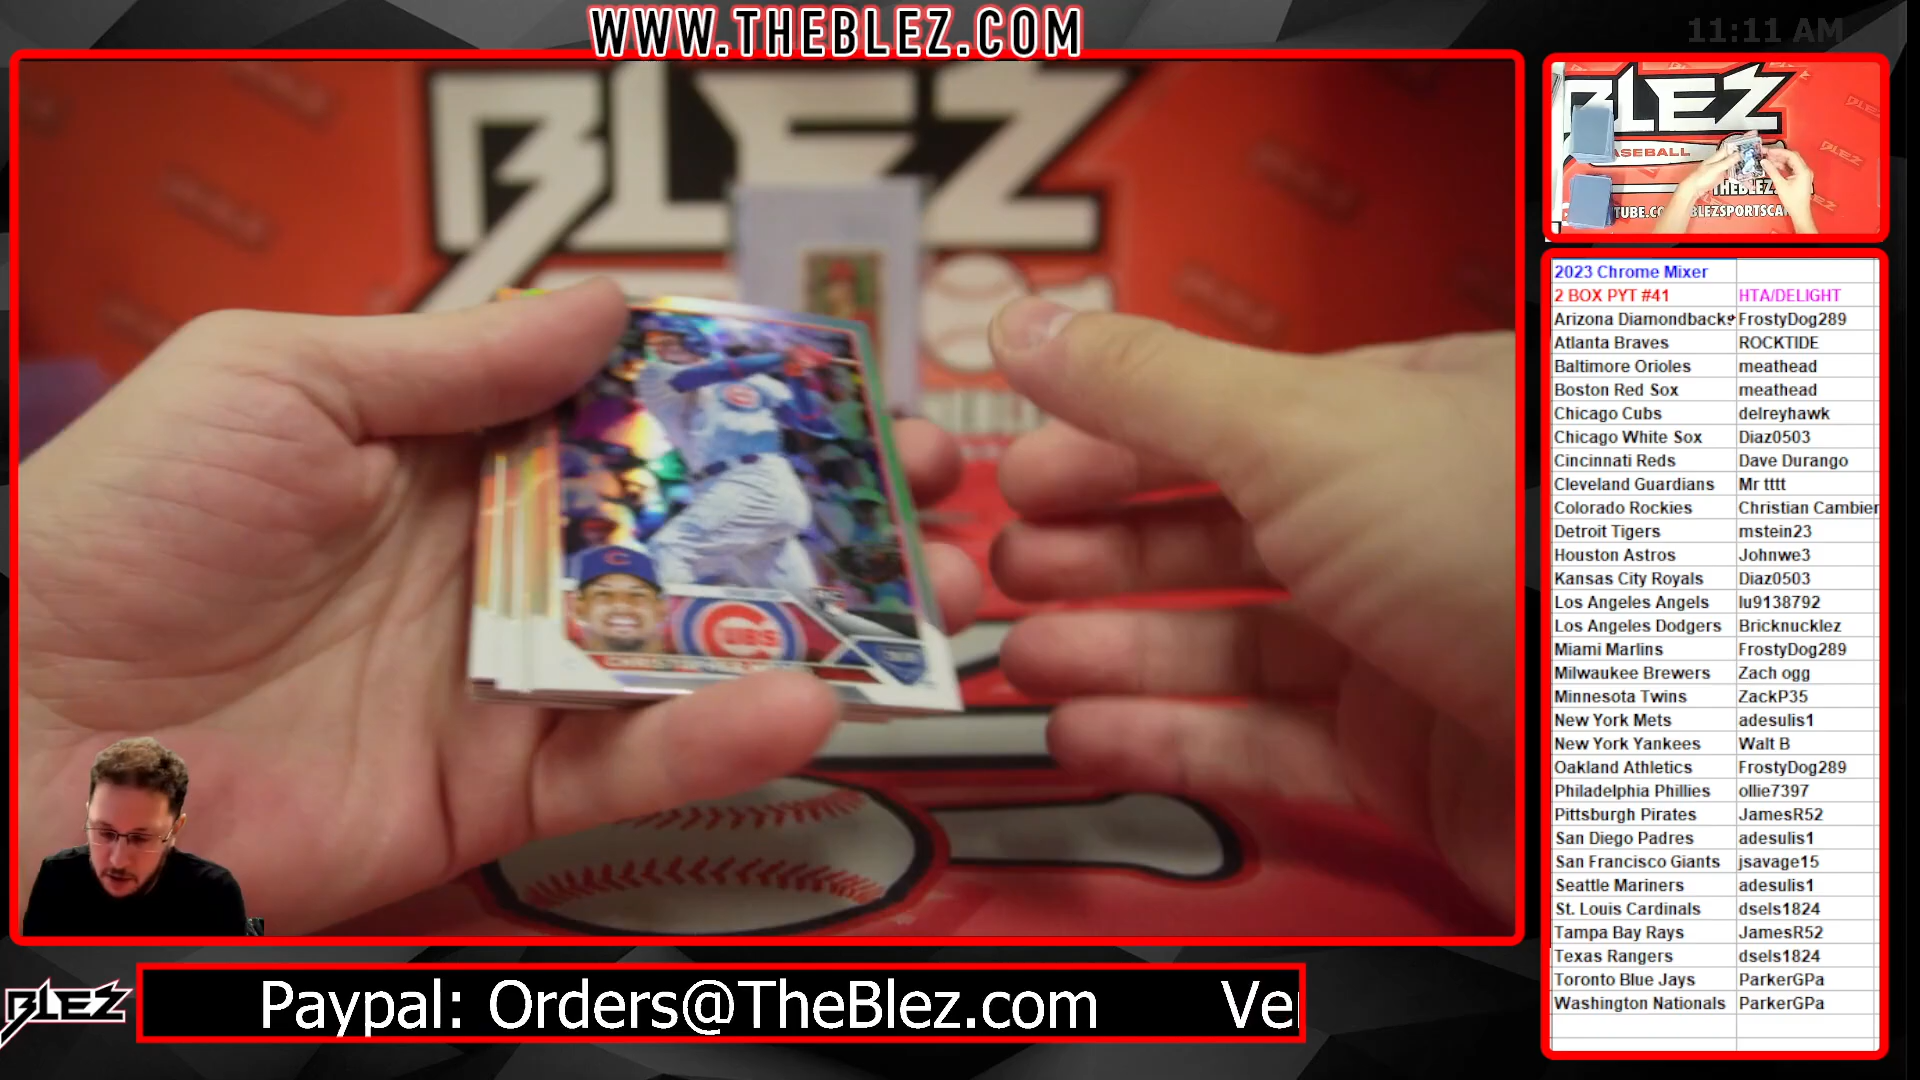 WWW.THEBLEZ.COM
11:11 AM
BLEZ
BLEZ
BASEBALL
BLEZ
CUBS
2023 Chrome Mixer
2 BOX PYT #41 HTA/DELIGHT
Arizona Diamondbacks FrostyDog289
Atlanta Braves ROCKTIDE
Baltimore Orioles meathead
Boston Red Sox meathead
Chicago Cubs delreyhawk
Chicago White Sox Diaz0503
Cincinnati Reds Dave Durango
Cleveland Guardians Mr tttt
Colorado Rockies Christian Cambier
Detroit Tigers mstein23
Houston Astros Johnwe3
Kansas City Royals Diaz0503
Los Angeles Angels lu9138792
Los Angeles Dodgers Bricknucklez
Miami Marlins FrostyDog289
Milwaukee Brewers Zach ogg
Minnesota Twins ZackP35
New York Mets adesulis1
New York Yankees Walt B
Oakland Athletics FrostyDog289
Philadelphia Phillies ollie7397
Pittsburgh Pirates JamesR52
San Diego Padres adesulis1
San Francisco Giants jsavage15
Seattle Mariners adesulis1
St. Louis Cardinals dsels1824
Tampa Bay Rays JamesR52
Texas Rangers dsels1824
Toronto Blue Jays ParkerGPa
Washington Nationals ParkerGPa
BLEZ
Paypal: Orders@TheBlez.com